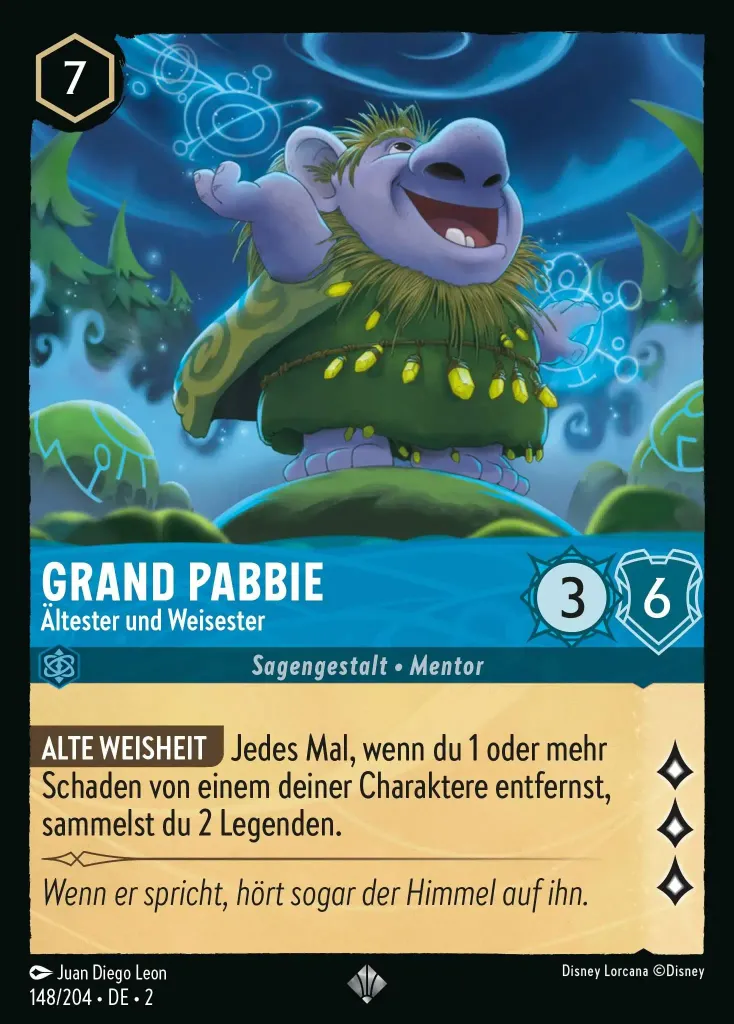 7
GRAND PABBIE
Ältester und Weisester
3
6
Sagengestalt • Mentor
ALTE WEISHEIT Jedes Mal, wenn du 1 oder mehr
Schaden von einem deiner Charaktere entfernst,
sammelst du 2 Legenden.
Wenn er spricht, hört sogar der Himmel auf ihn.
Juan Diego Leon
Disney Lorcana ©Disney
148/204 • DE • 2